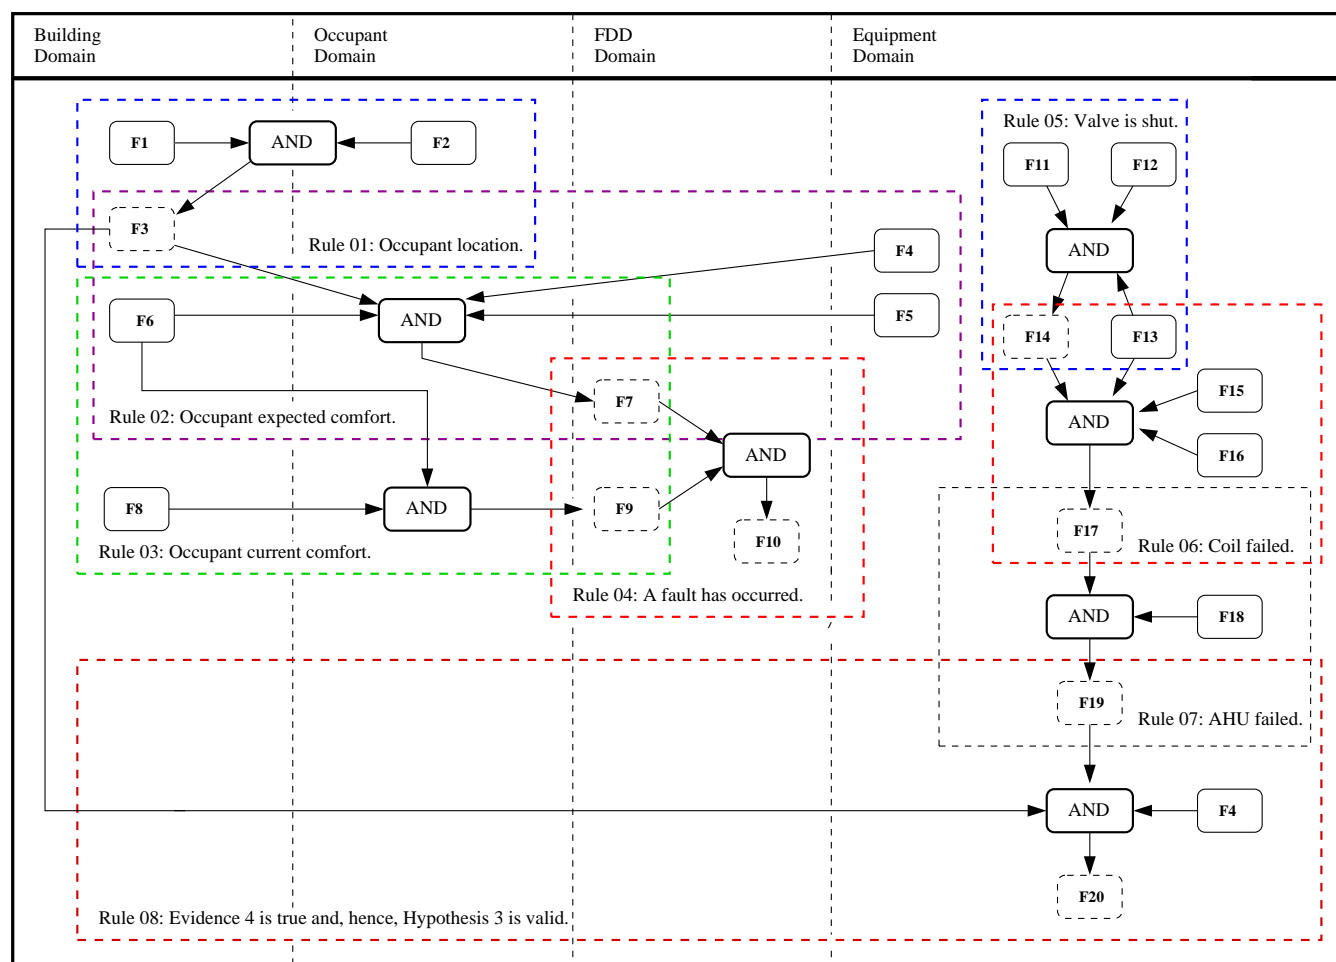 Building
Domain
Occupant
Domain
FDD
Domain
Equipment
Domain
F1
AND
F2
F3
Rule 01: Occupant location.
F4
F6
AND
F5
F7
Rule 02: Occupant expected comfort.
AND
F8
AND
F9
F10
Rule 03: Occupant current comfort.
Rule 04: A fault has occurred.
Rule 05: Valve is shut.
F11
F12
AND
F14
F13
F15
AND
F16
F17
Rule 06: Coil failed.
AND
F18
F19
Rule 07: AHU failed.
AND
F4
F20
Rule 08: Evidence 4 is true and, hence, Hypothesis 3 is valid.